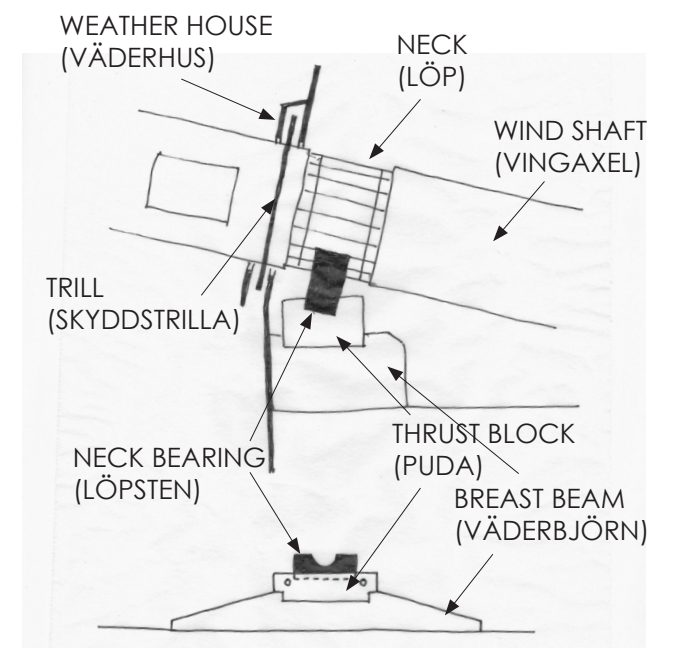 WEATHER HOUSE
(VÄDERHUS)
NECK
(LÖP)
WIND SHAFT
(VINGAXEL)
TRILL
(SKYDDSTRILLA)
THRUST BLOCK
(PUDA)
NECK BEARING
(LÖPSTEN)
BREAST BEAM
(VÄDERBJÖRN)